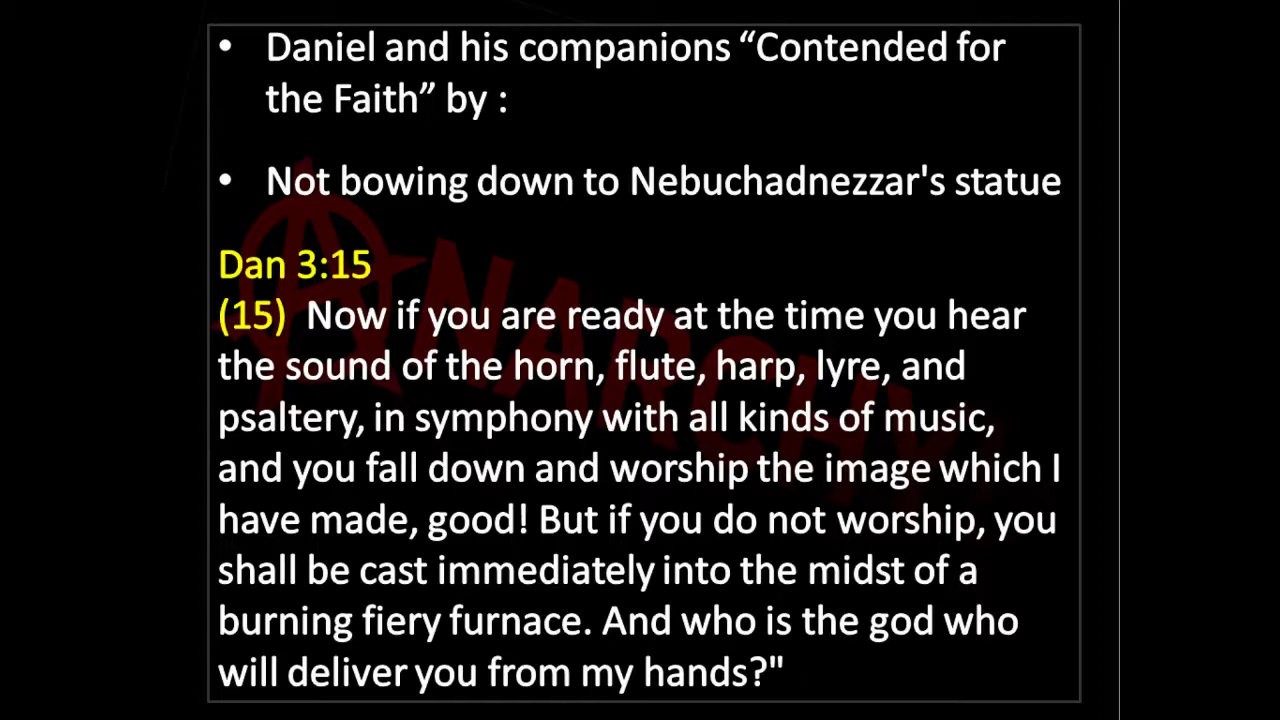 • Daniel and his companions “Contended for
the Faith” by :
• Not bowing down to Nebuchadnezzar's statue
Dan 3:15
(15) Now if you are ready at the time you hear
the sound of the horn, flute, harp, lyre, and
psaltery, in symphony with all kinds of music,
and you fall down and worship the image which I
have made, good! But if you do not worship, you
shall be cast immediately into the midst of a
burning fiery furnace. And who is the god who
will deliver you from my hands?"
ANARCHY